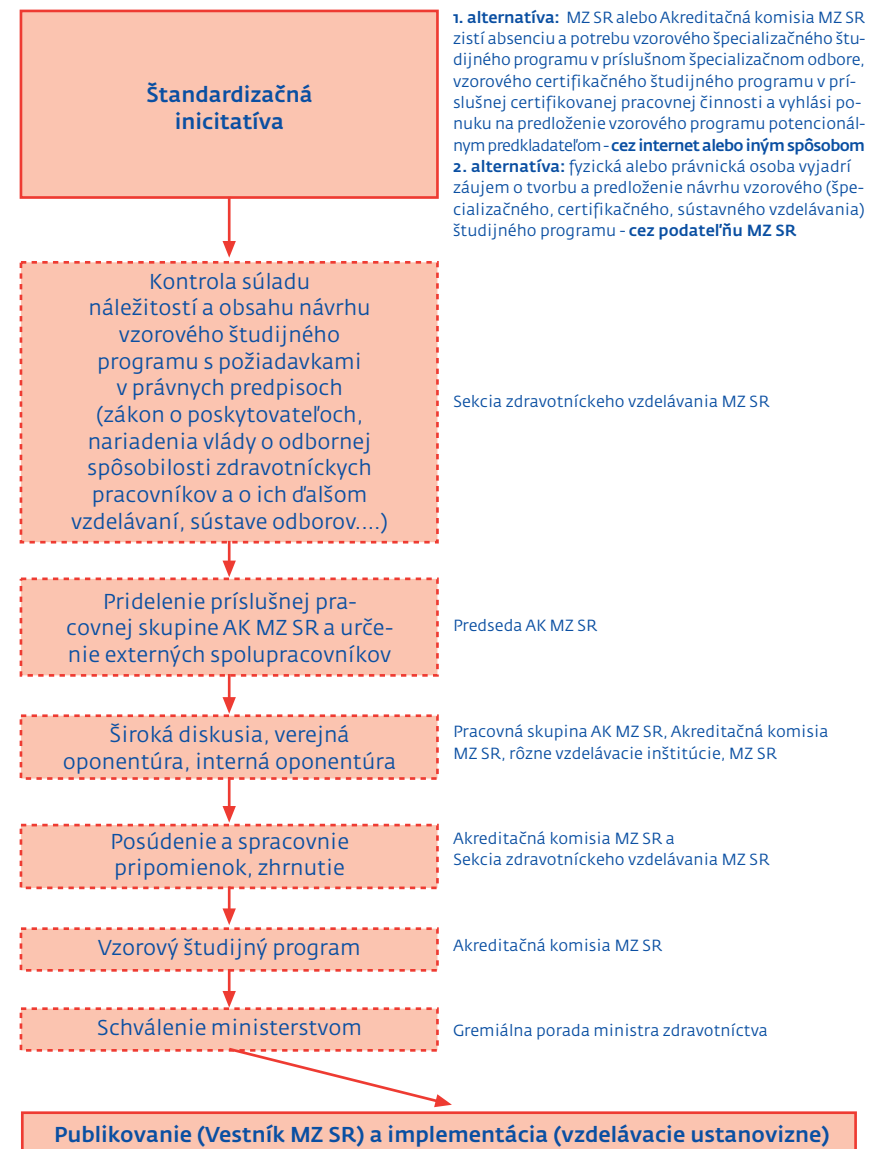 Štandardizačná
inicitatíva
1. alternatíva: MZ SR alebo Akreditačná komisia MZ SR
zistí absenciu a potrebu vzorového špecializačného štu-
dijného programu v príslušnom špecializačnom odbore,
vzorového certifikačného študijného programu v prí-
slušnej certifikovanej pracovnej činnosti a vyhlási po-
nuku na predloženie vzorového programu potencionál-
nym predkladateľom - cez internet alebo iným spôsobom
2. alternatíva: fyzická alebo právnická osoba vyjadrí
záujem o tvorbu a predloženie návrhu vzorového (špe-
cializačného, certifikačného, sústavného vzdelávania)
študijného programu - cez podateľňu MZ SR
Kontrola súladu
náležitostí a obsahu návrhu
vzorového študijného
programu s požiadavkami
v právnych predpisoch
(zákon o poskytovateľoch,
nariadenia vlády o odbornej
spôsobilosti zdravotníckych
pracovníkov a o ich ďalšom
vzdelávaní, sústave odborov....)
Sekcia zdravotníckeho vzdelávania MZ SR
Pridelenie príslušnej pra-
covnej skupine AK MZ SR a urče-
nie externých spolupracovníkov
Predseda AK MZ SR
Široká diskusia, verejná
oponentúra, interná oponentúra
Pracovná skupina AK MZ SR, Akreditačná komisia
MZ SR, rôzne vzdelávacie inštitúcie, MZ SR
Posúdenie a spracovnie
pripomienok, zhrnutie
Akreditačná komisia MZ SR a
Sekcia zdravotníckeho vzdelávania MZ SR
Vzorový študijný program
Akreditačná komisia MZ SR
Schválenie ministerstvom
Gremiálna porada ministra zdravotníctva
Publikovanie (Vestník MZ SR) a implementácia (vzdelávacie ustanovizne)